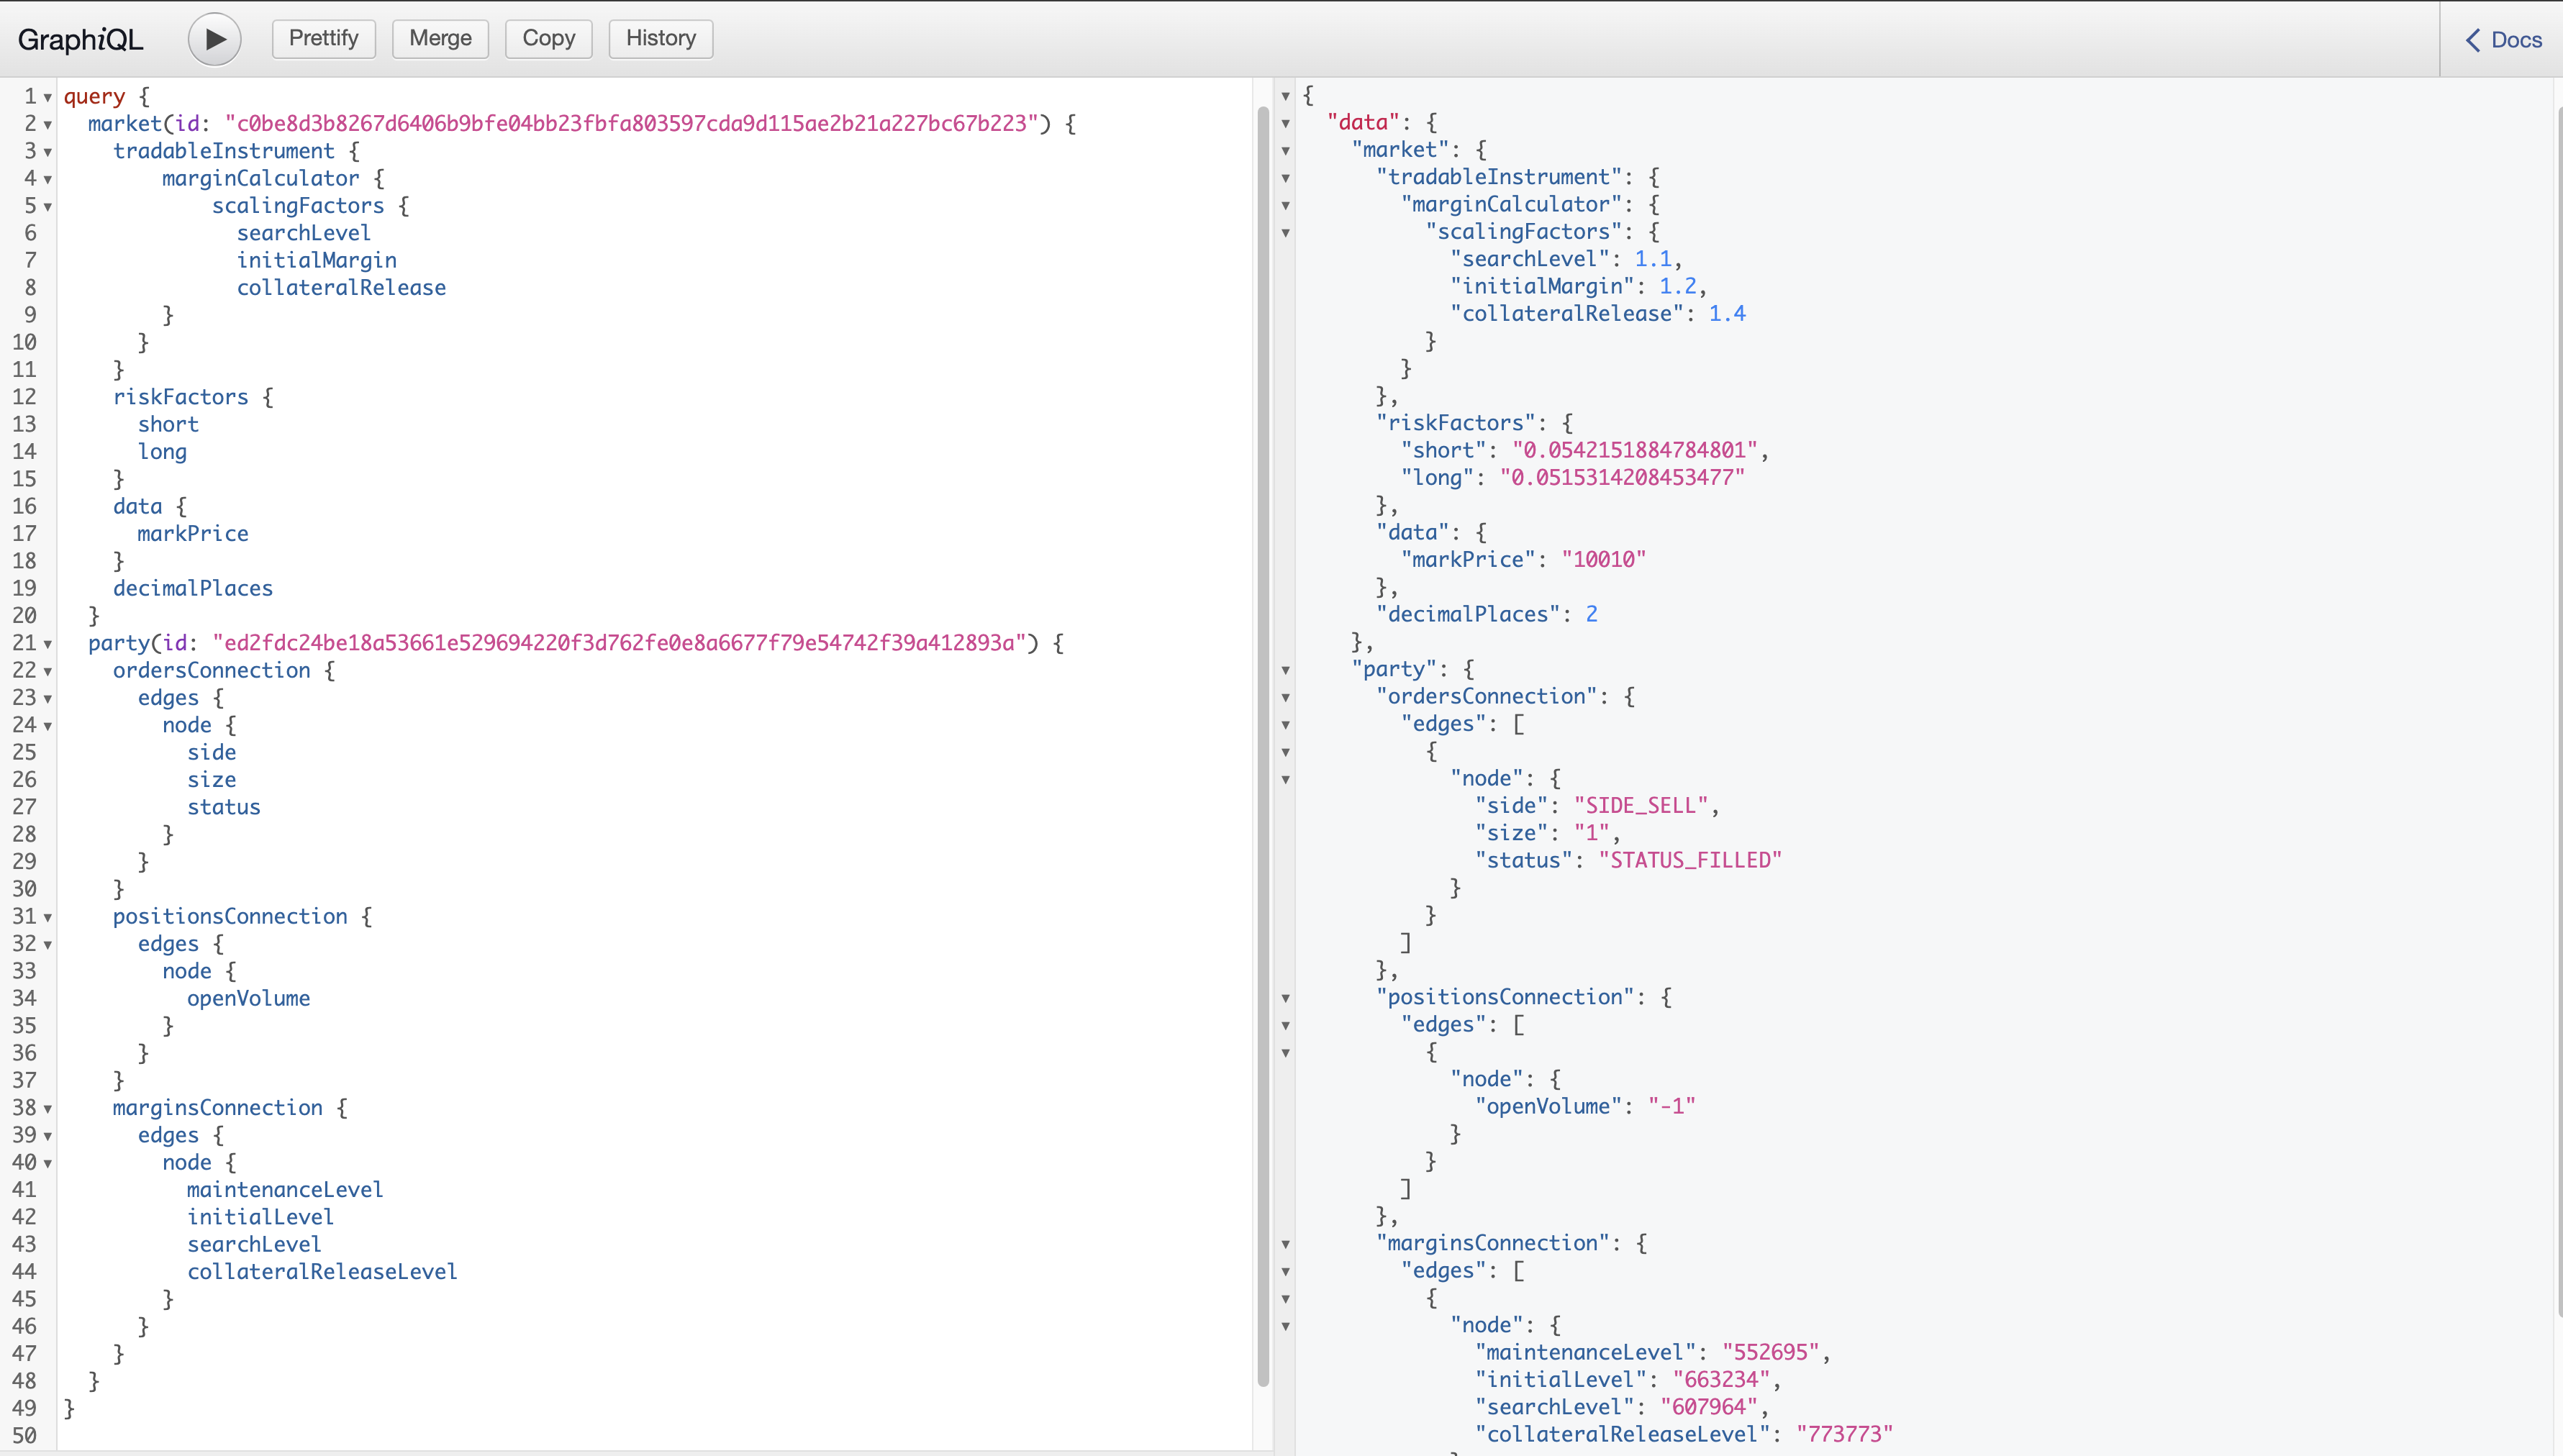 GraphiQL Prettify Merge Copy History Docs
1 query {
2 market(id: "c0be8d3b8267d6406b9bfe04bb23fbfa803597cda9d115ae2b21a227bc67b223") {
3 tradableInstrument {
4 marginCalculator {
5 scalingFactors {
6 searchLevel
7 initialMargin
8 collateralRelease
9 }
10 }
11 }
12 riskFactors {
13 short
14 long
15 }
16 data {
17 markPrice
18 }
19 decimalPlaces
20 }
21 party(id: "ed2fdc24be18a53661e529694220f3d762fe0e8a6677f79e54742f39a412893a") {
22 ordersConnection {
23 edges {
24 node {
25 side
26 size
27 status
28 }
29 }
30 }
31 positionsConnection {
32 edges {
33 node {
34 openVolume
35 }
36 }
37 }
38 marginsConnection {
39 edges {
40 node {
41 maintenanceLevel
42 initialLevel
43 searchLevel
44 collateralReleaseLevel
45 }
46 }
47 }
48 }
49 }
50
{
"data": {
"market": {
"tradableInstrument": {
"marginCalculator": {
"scalingFactors": {
"searchLevel": 1.1,
"initialMargin": 1.2,
"collateralRelease": 1.4
}
}
},
"riskFactors": {
"short": "0.0542151884784801",
"long": "0.0515314208453477"
},
"data": {
"markPrice": "10010"
},
"decimalPlaces": 2
},
"party": {
"ordersConnection": {
"edges": [
{
"node": {
"side": "SIDE_SELL",
"size": "1",
"status": "STATUS_FILLED"
}
}
]
},
"positionsConnection": {
"edges": [
{
"node": {
"openVolume": "-1"
}
}
]
},
"marginsConnection": {
"edges": [
{
"node": {
"maintenanceLevel": "552695",
"initialLevel": "663234",
"searchLevel": "607964",
"collateralReleaseLevel": "773773"